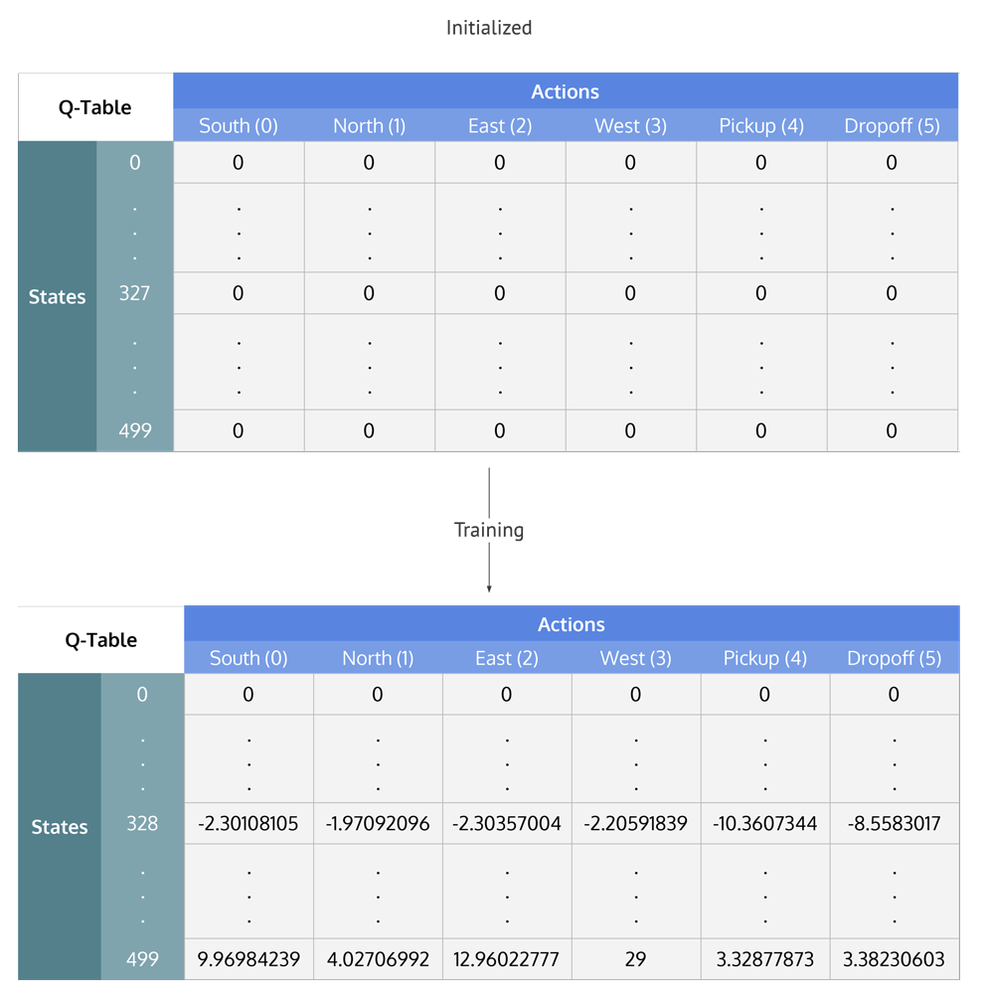 Initialized
Q-Table
Actions
South (0) North (1) East (2) West (3) Pickup (4) Dropoff (5)
0 0 0 0 0 0 0
. . . . . . .
. . . . . . .
. . . . . . .
States 327 0 0 0 0 0 0
. . . . . . .
. . . . . . .
. . . . . . .
499 0 0 0 0 0 0
Training
Q-Table
Actions
South (0) North (1) East (2) West (3) Pickup (4) Dropoff (5)
0 0 0 0 0 0 0
. . . . . . .
. . . . . . .
. . . . . . .
States 328 -2.30108105 -1.97092096 -2.30357004 -2.20591839 -10.3607344 -8.5583017
. . . . . . .
. . . . . . .
. . . . . . .
499 9.96984239 4.02706992 12.96022777 29 3.32877873 3.38230603